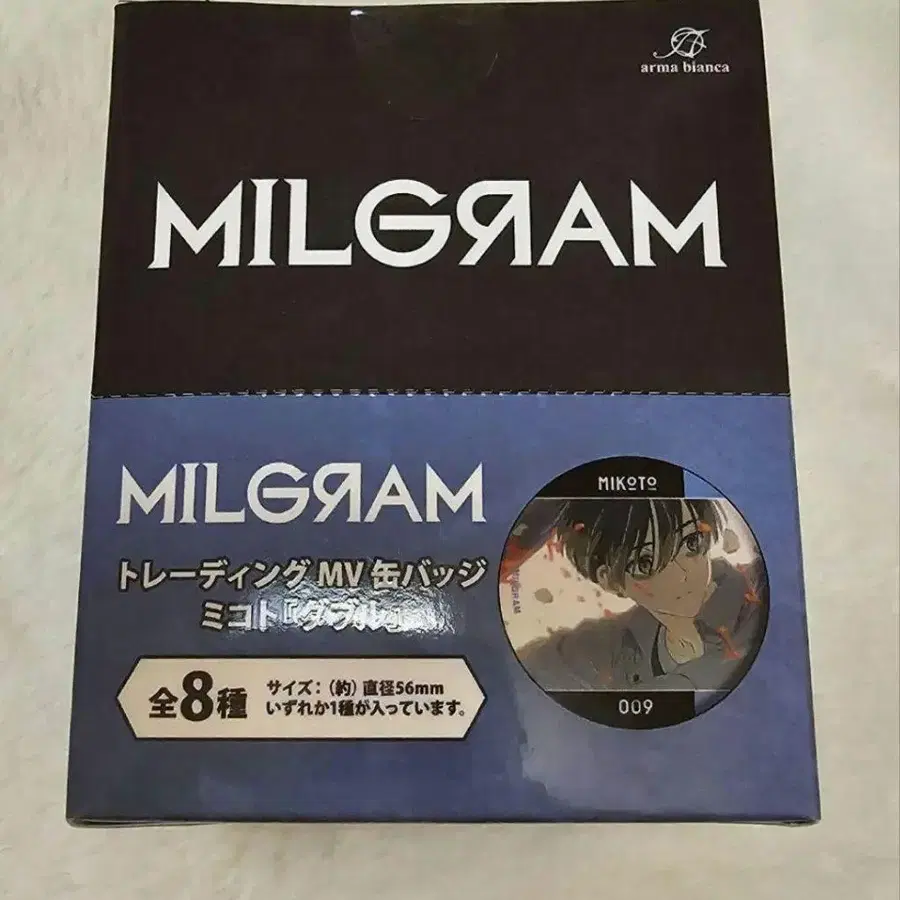 arma bianca
MILGRAM
MILGRAM
トレーディング MV 缶バッジ
ミコト『ダブル』
全8種
サイズ：（約）直径56mm
いずれか1種が入っています。
MIKOTO
MILGRAM
009